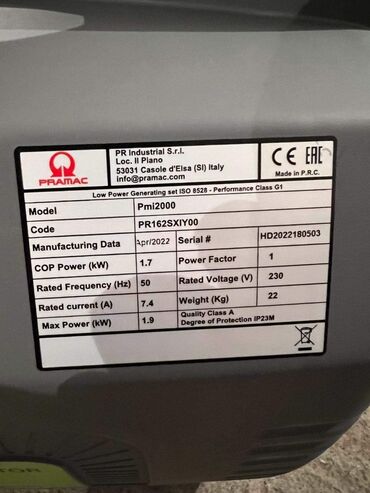 PRAMAC
PR Industrial S.r.l.
Loc. Il Piano
53031 Casole d'Elsa (SI) Italy
info@pramac.com
CE EAC
Made in P.R.C.
Low Power Generating set ISO 8528 - Performance Class G1
Model Pmi2000
Code PR162SXIY00
Manufacturing Data Apr/2022 Serial # HD2022180503
COP Power (kW) 1.7 Power Factor 1
Rated Frequency (Hz) 50 Rated Voltage (V) 230
Rated current (A) 7.4 Weight (Kg) 22
Max Power (kW) 1.9 Quality Class A
Degree of Protection IP23M
TOR